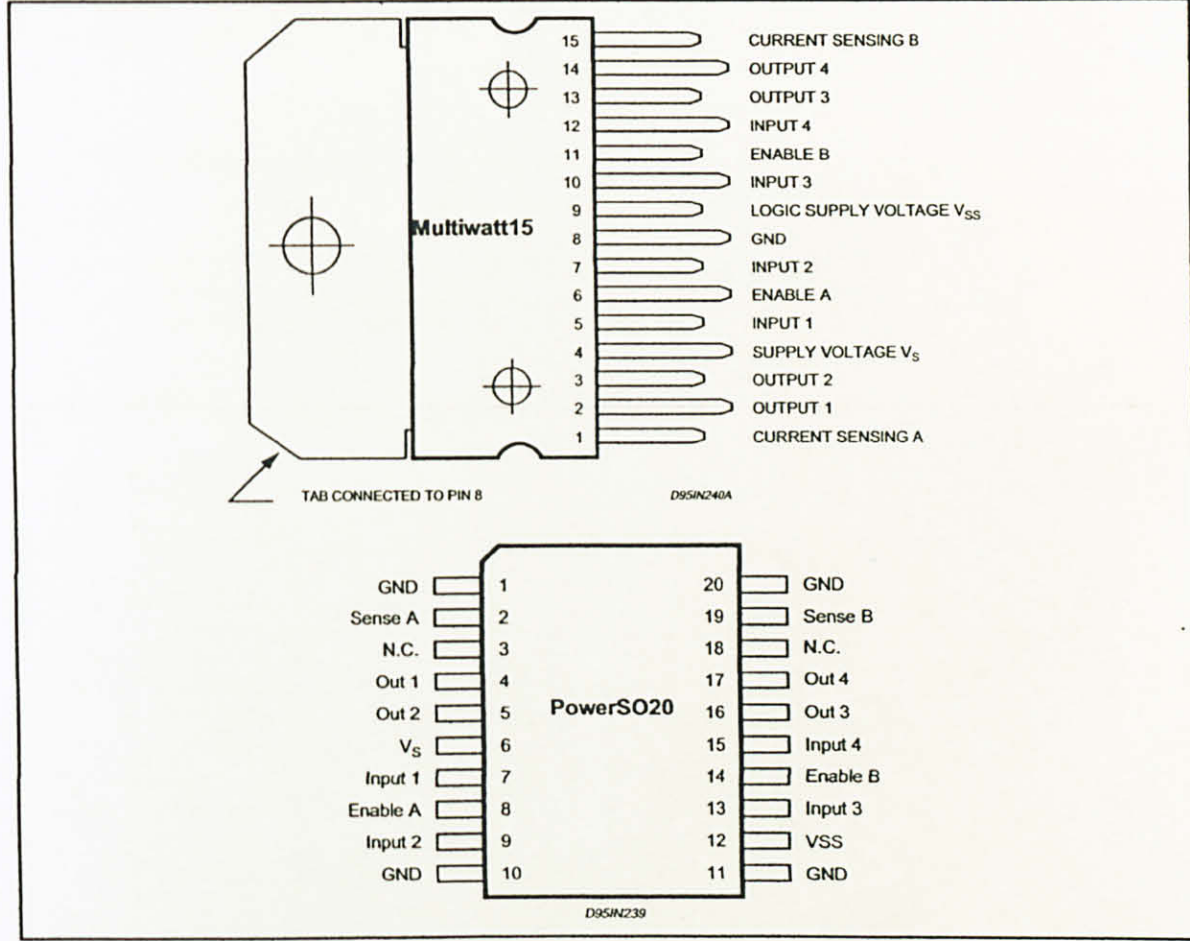 15 CURRENT SENSING B
14 OUTPUT 4
13 OUTPUT 3
12 INPUT 4
11 ENABLE B
10 INPUT 3
9 LOGIC SUPPLY VOLTAGE VSS
Multiwatt15
8 GND
7 INPUT 2
6 ENABLE A
5 INPUT 1
4 SUPPLY VOLTAGE VS
3 OUTPUT 2
2 OUTPUT 1
1 CURRENT SENSING A
TAB CONNECTED TO PIN 8
D95IN240A
GND 1 20 GND
Sense A 2 19 Sense B
N.C. 3 18 N.C.
Out 1 4 17 Out 4
Out 2 5 PowerSO20 16 Out 3
VS 6 15 Input 4
Input 1 7 14 Enable B
Enable A 8 13 Input 3
Input 2 9 12 VSS
GND 10 11 GND
D95IN239